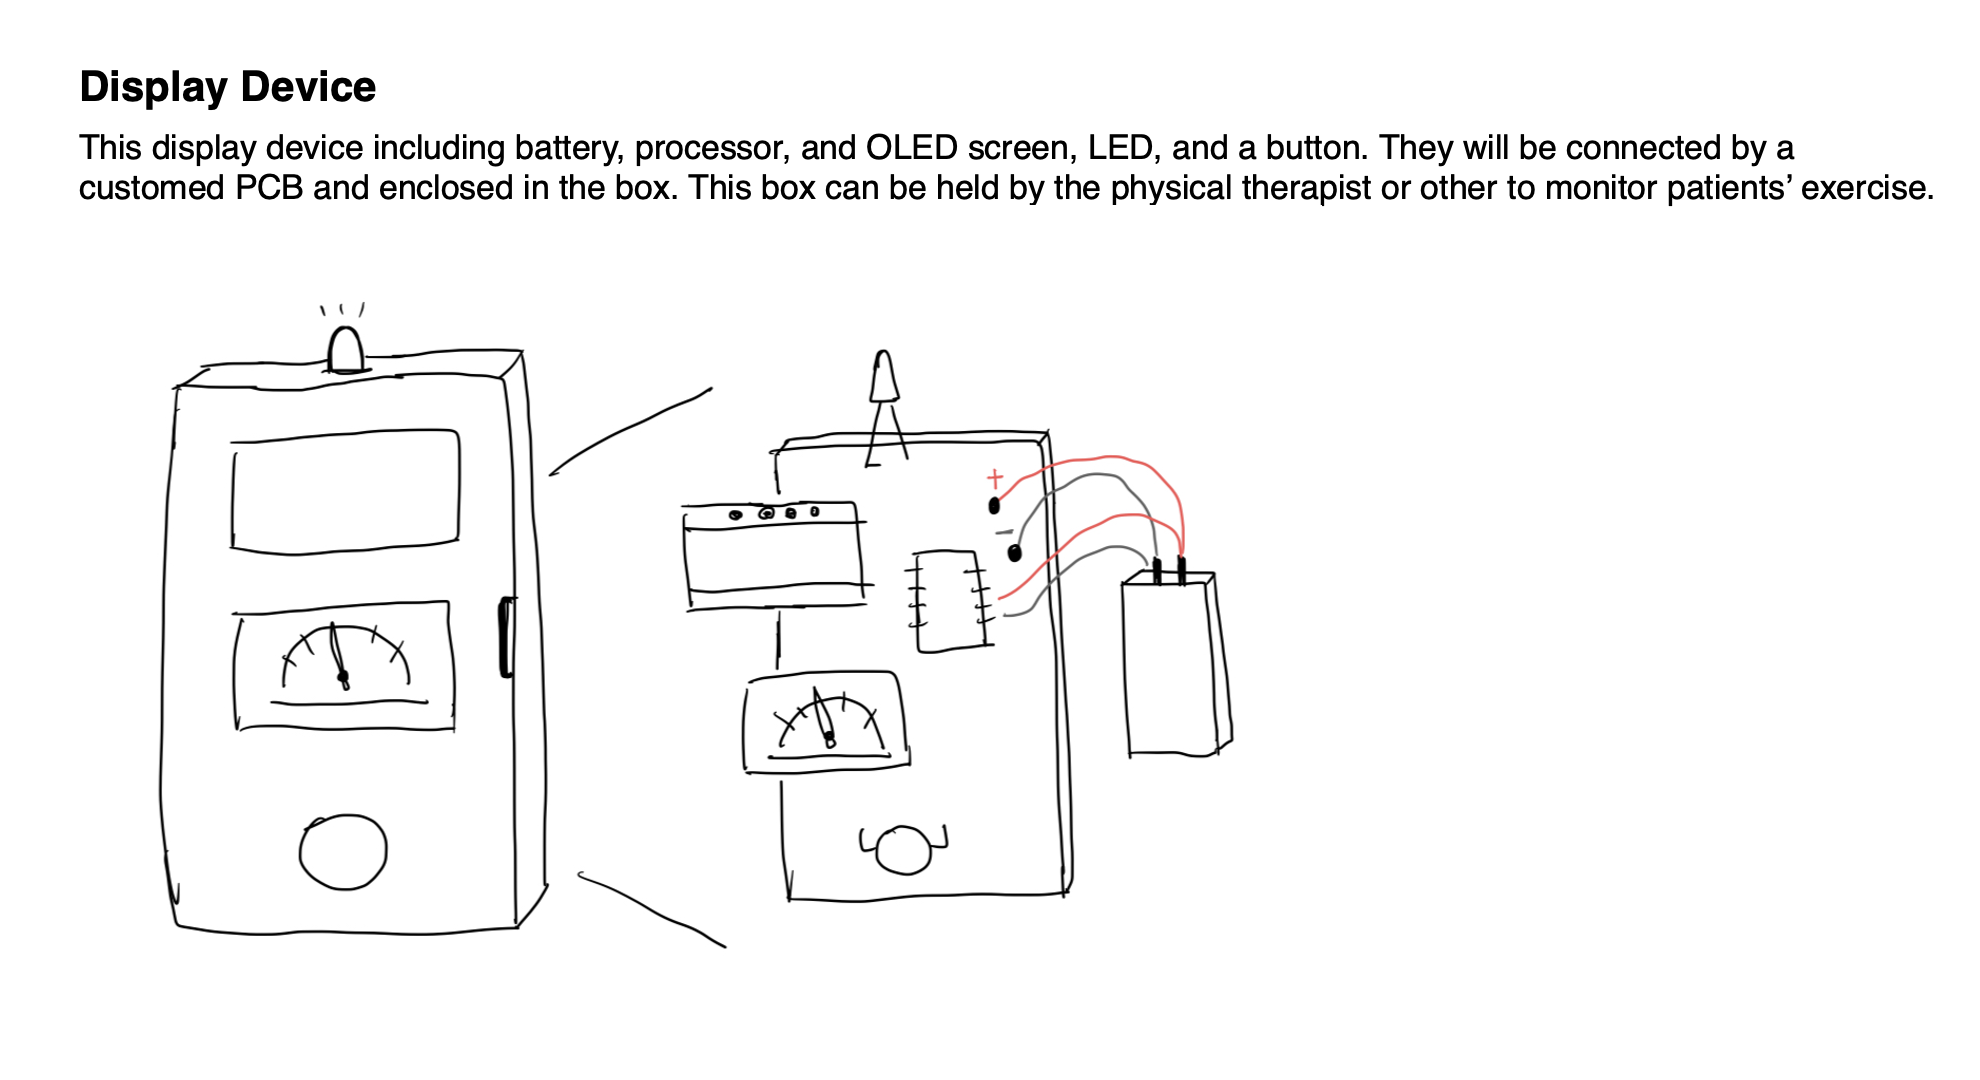 Display Device
This display device including battery, processor, and OLED screen, LED, and a button. They will be connected by a
customed PCB and enclosed in the box. This box can be held by the physical therapist or other to monitor patients’ exercise.
+
−